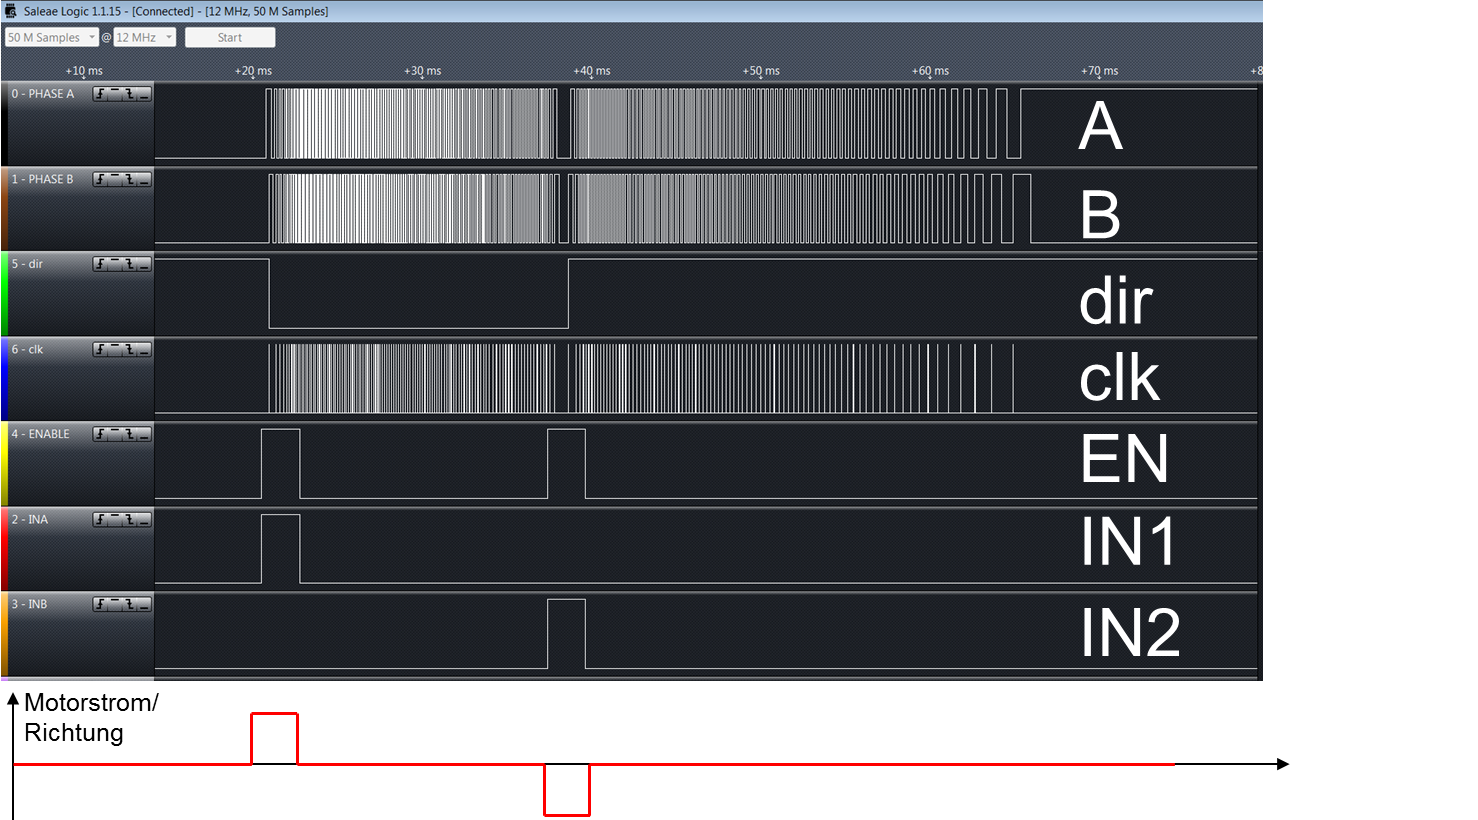 Saleae Logic 1.1.15 - [Connected] - [12 MHz, 50 M Samples]
50 M Samples @ 12 MHz Start
+10 ms +20 ms +30 ms +40 ms +50 ms +60 ms +70 ms +8
0 - PHASE A
A
1 - PHASE B
B
5 - dir
dir
6 - clk
clk
4 - ENABLE
EN
2 - INA
IN1
3 - INB
IN2
Motorstrom/
Richtung